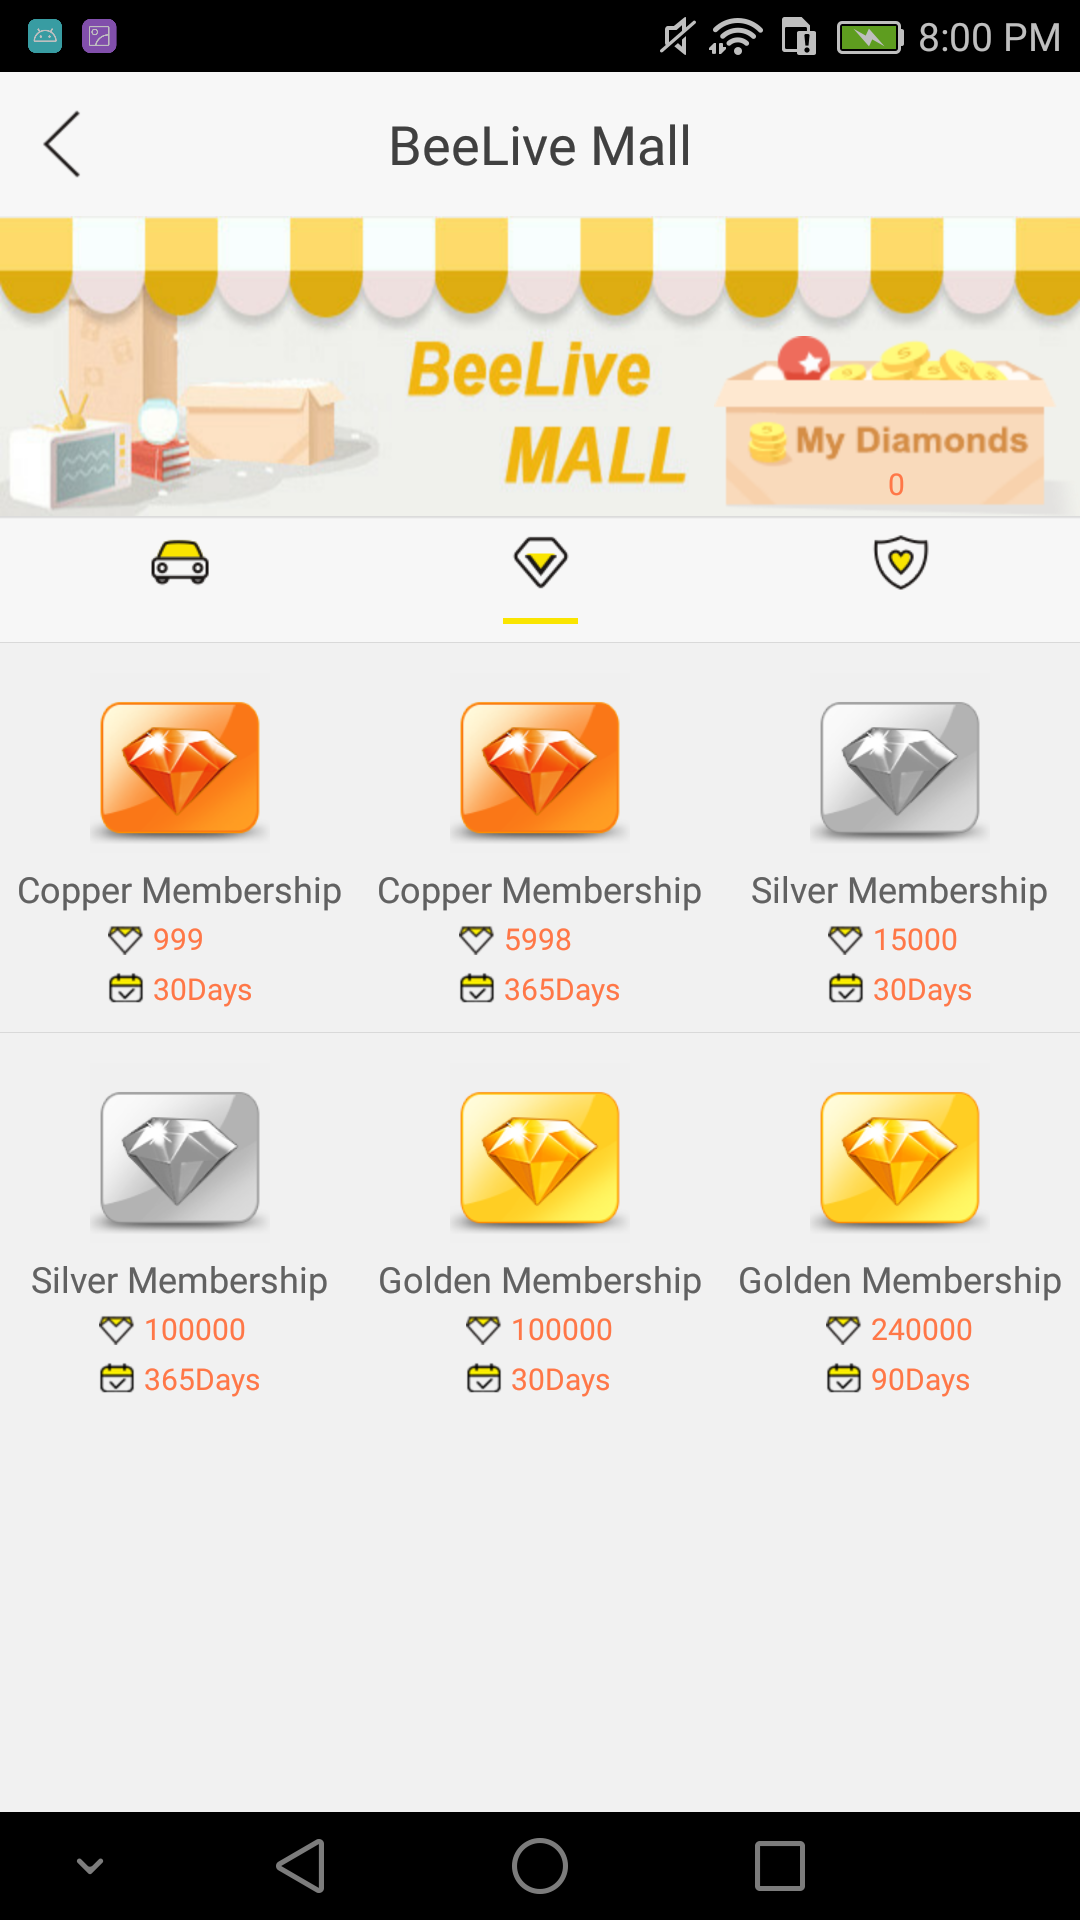 8:00 PM
BeeLive Mall
BeeLive
MALL
My Diamonds
0
Copper Membership
999
30Days
Copper Membership
5998
365Days
Silver Membership
15000
30Days
Silver Membership
100000
365Days
Golden Membership
100000
30Days
Golden Membership
240000
90Days